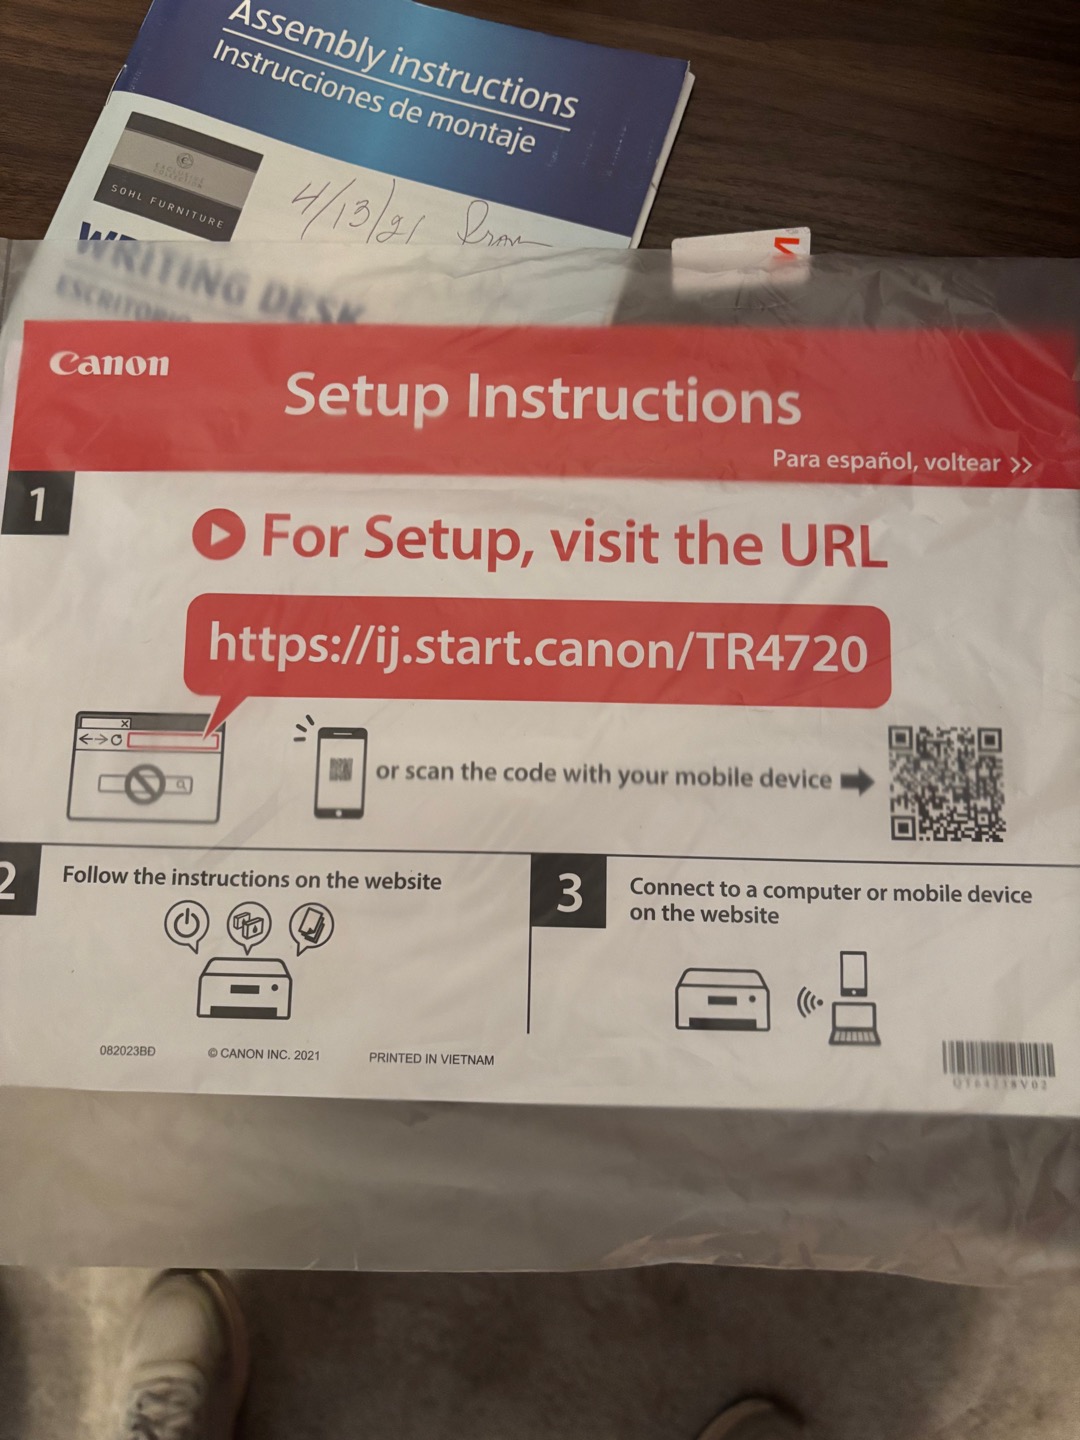 Assembly instructions
Instrucciones de montaje
SOHL FURNITURE
4/13/21
WRITING DESK
ESCRITORIO
Canon
Setup Instructions
Para español, voltear >>
1
For Setup, visit the URL
https://ij.start.canon/TR4720
or scan the code with your mobile device
2
Follow the instructions on the website
3
Connect to a computer or mobile device
on the website
082023BD
© CANON INC. 2021
PRINTED IN VIETNAM